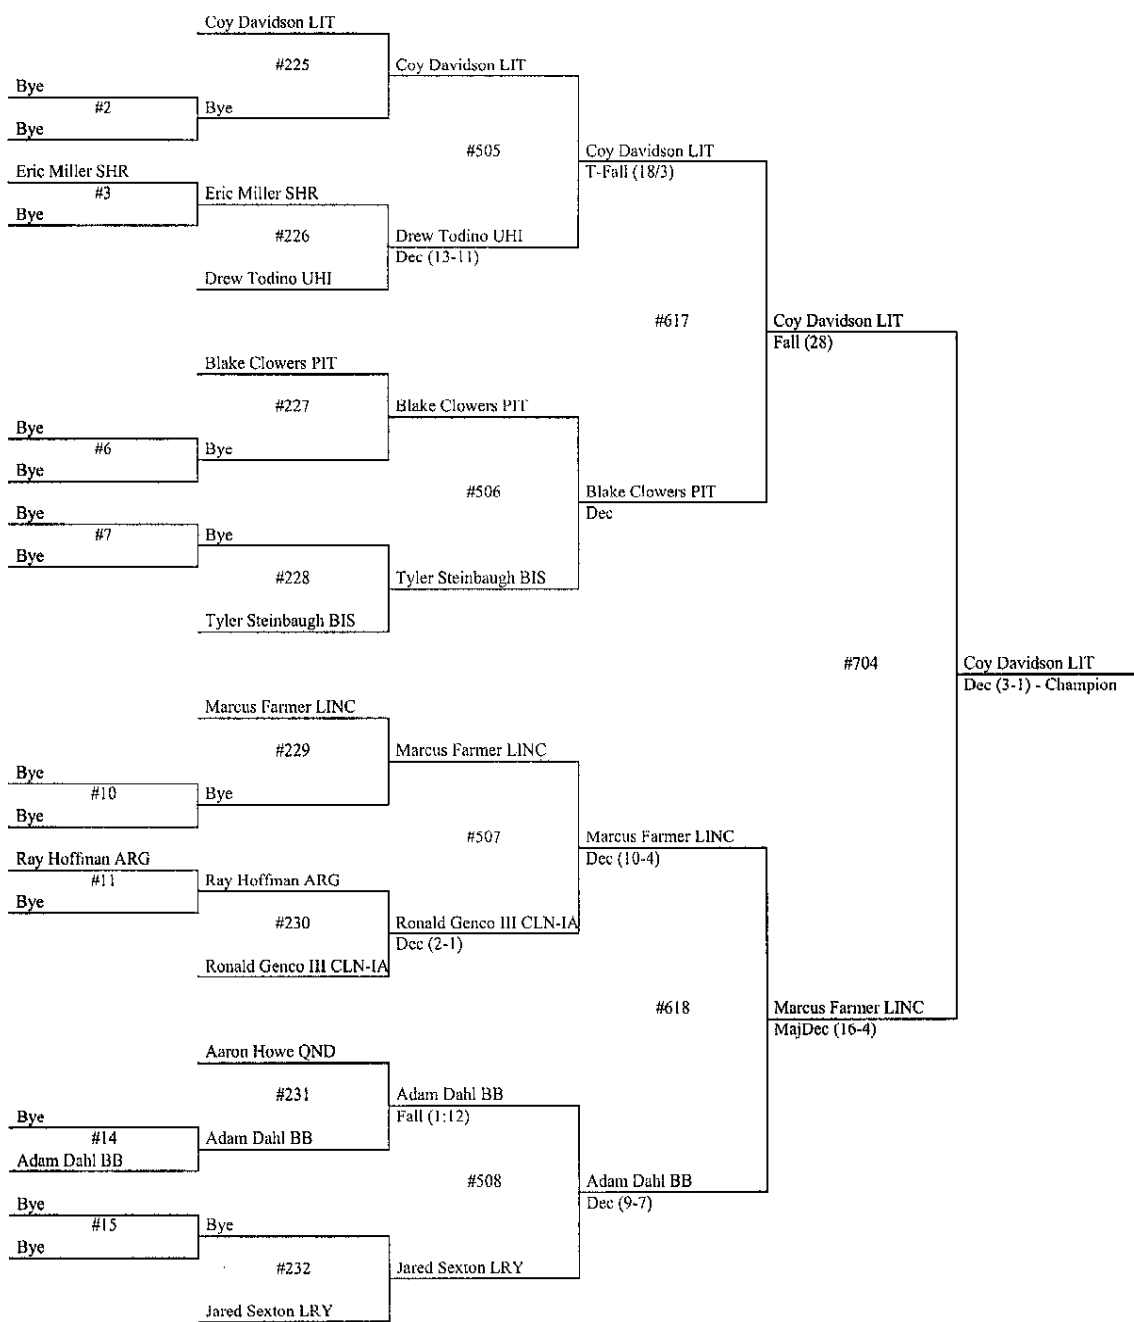 Coy Davidson LIT
#225
Coy Davidson LIT
Bye
#2
Bye
Bye
#505
Coy Davidson LIT
T-Fall (18/3)
Eric Miller SHR
#3
Eric Miller SHR
Bye
#226
Drew Todino UHI
Dec (13-11)
Drew Todino UHI
#617
Coy Davidson LIT
Fall (28)
Blake Clowers PIT
#227
Blake Clowers PIT
Bye
#6
Bye
Bye
#506
Blake Clowers PIT
Dec
Bye
#7
Bye
Bye
#228
Tyler Steinbaugh BIS
Tyler Steinbaugh BIS
#704
Coy Davidson LIT
Dec (3-1) - Champion
Marcus Farmer LINC
#229
Marcus Farmer LINC
Bye
#10
Bye
Bye
#507
Marcus Farmer LINC
Dec (10-4)
Ray Hoffman ARG
#11
Ray Hoffman ARG
Bye
#230
Ronald Genco III CLN-IA
Dec (2-1)
Ronald Genco III CLN-IA
#618
Marcus Farmer LINC
MajDec (16-4)
Aaron Howe QND
#231
Adam Dahl BB
Fall (1:12)
Bye
#14
Adam Dahl BB
Adam Dahl BB
#508
Adam Dahl BB
Dec (9-7)
Bye
#15
Bye
Bye
#232
Jared Sexton LRY
Jared Sexton LRY